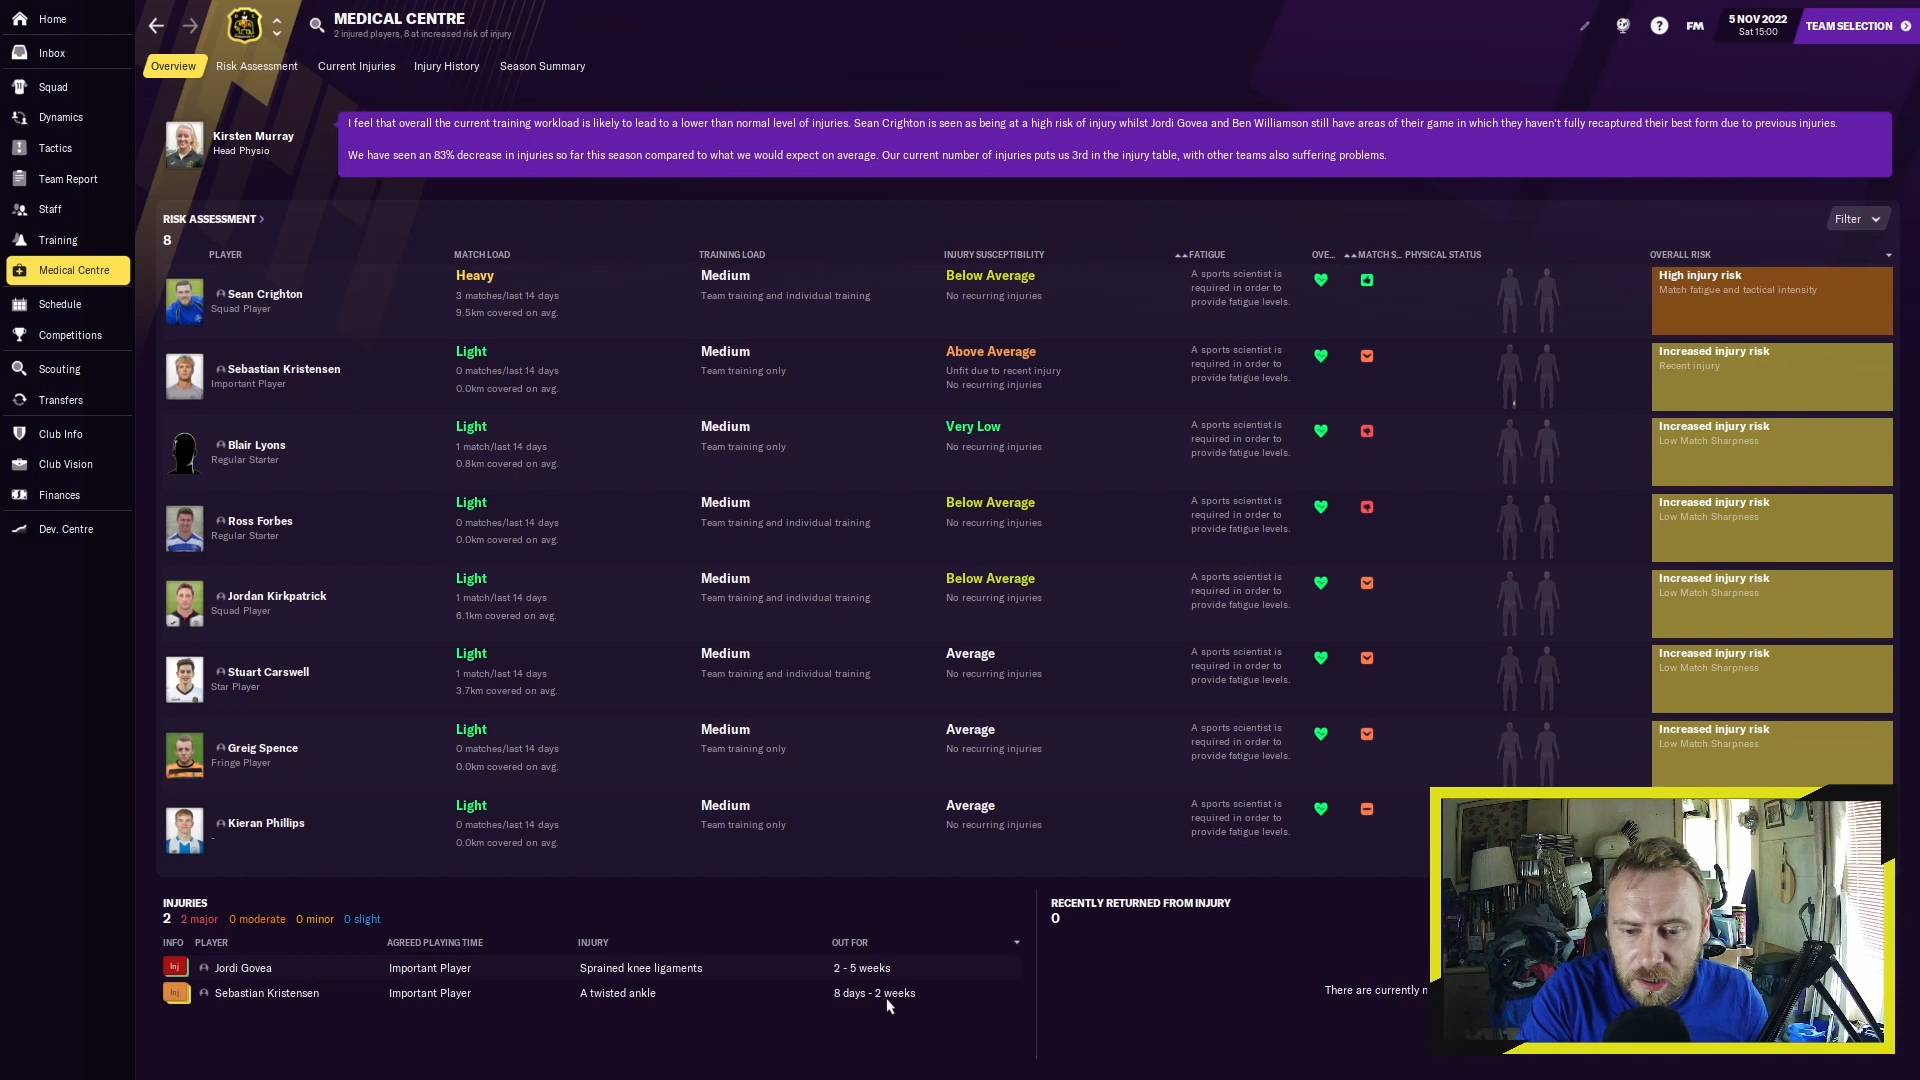 Home
Inbox
Squad
Dynamics
Tactics
Team Report
Staff
Training
Medical Centre
Schedule
Competitions
Scouting
Transfers
Club Info
Club Vision
Finances
Dev. Centre
MEDICAL CENTRE
2 injured players, 8 at increased risk of injury
FM
5 NOV 2022
Sat 15:00
TEAM SELECTION
Overview Risk Assessment Current Injuries Injury History Season Summary
Kirsten Murray
Head Physio
I feel that overall the current training workload is likely to lead to a lower than normal level of injuries. Sean Crighton is seen as being at a high risk of injury whilst Jordi Govea and Ben Williamson still have areas of their game in which they haven't fully recaptured their best form due to previous injuries.
We have seen an 83% decrease in injuries so far this season compared to what we would expect on average. Our current number of injuries puts us 3rd in the injury table, with other teams also suffering problems.
RISK ASSESSMENT
8
Filter
PLAYER MATCH LOAD TRAINING LOAD INJURY SUSCEPTIBILITY FATIGUE OVE... MATCH S... PHYSICAL STATUS OVERALL RISK
Sean Crighton
Squad Player
Heavy
3 matches/last 14 days
9.5km covered on avg.
Medium
Team training and individual training
Below Average
No recurring injuries
A sports scientist is
required in order to
provide fatigue levels.
High injury risk
Match fatigue and tactical intensity
Sebastian Kristensen
Important Player
Light
0 matches/last 14 days
0.0km covered on avg.
Medium
Team training only
Above Average
Unfit due to recent injury
No recurring injuries
A sports scientist is
required in order to
provide fatigue levels.
Increased injury risk
Recent injury
Blair Lyons
Regular Starter
Light
1 match/last 14 days
0.8km covered on avg.
Medium
Team training only
Very Low
No recurring injuries
A sports scientist is
required in order to
provide fatigue levels.
Increased injury risk
Low Match Sharpness
Ross Forbes
Regular Starter
Light
0 matches/last 14 days
0.0km covered on avg.
Medium
Team training and individual training
Below Average
No recurring injuries
A sports scientist is
required in order to
provide fatigue levels.
Increased injury risk
Low Match Sharpness
Jordan Kirkpatrick
Squad Player
Light
1 match/last 14 days
6.1km covered on avg.
Medium
Team training and individual training
Below Average
No recurring injuries
A sports scientist is
required in order to
provide fatigue levels.
Increased injury risk
Low Match Sharpness
Stuart Carswell
Star Player
Light
1 match/last 14 days
3.7km covered on avg.
Medium
Team training and individual training
Average
No recurring injuries
A sports scientist is
required in order to
provide fatigue levels.
Increased injury risk
Low Match Sharpness
Greig Spence
Fringe Player
Light
0 matches/last 14 days
0.0km covered on avg.
Medium
Team training only
Average
No recurring injuries
A sports scientist is
required in order to
provide fatigue levels.
Increased injury risk
Low Match Sharpness
Kieran Phillips
-
Light
0 matches/last 14 days
0.0km covered on avg.
Medium
Team training only
Average
No recurring injuries
A sports scientist is
required in order to
provide fatigue levels.
INJURIES
2 2 major 0 moderate 0 minor 0 slight
INFO PLAYER AGREED PLAYING TIME INJURY OUT FOR
Inj Jordi Govea Important Player Sprained knee ligaments 2 - 5 weeks
Inj Sebastian Kristensen Important Player A twisted ankle 8 days - 2 weeks
RECENTLY RETURNED FROM INJURY
0
There are currently